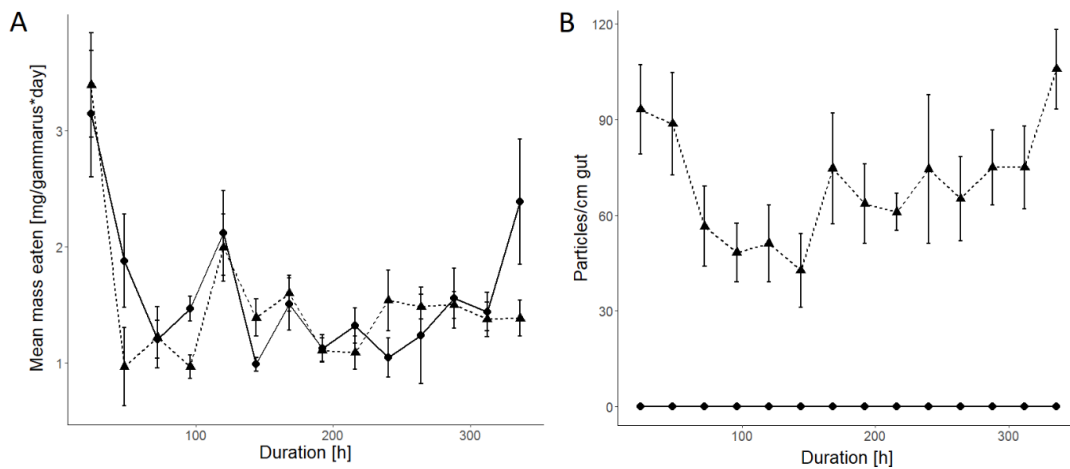 A
Mean mass eaten [mg/gammarus*day]
3
2
1
100
200
300
Duration [h]
B
Particles/cm gut
120
90
60
30
0
100
200
300
Duration [h]